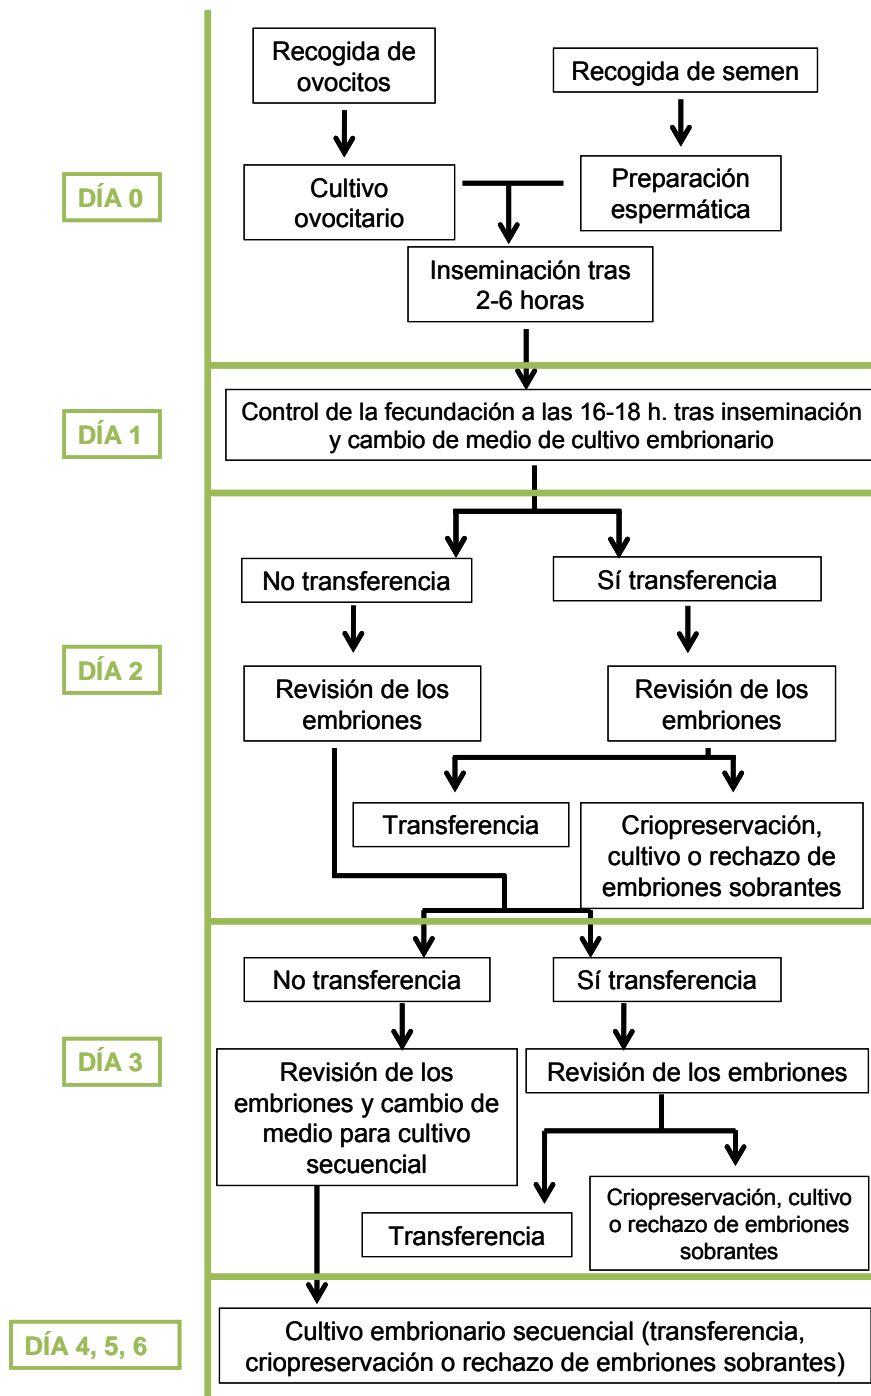 Recogida de
ovocitos
Recogida de semen
DÍA 0
Cultivo
ovocitario
Preparación
espermática
Inseminación tras
2-6 horas
DÍA 1
Control de la fecundación a las 16-18 h. tras inseminación
y cambio de medio de cultivo embrionario
No transferencia
Sí transferencia
DÍA 2
Revisión de los
embriones
Revisión de los
embriones
Transferencia
Criopreservación,
cultivo o rechazo de
embriones sobrantes
No transferencia
Sí transferencia
DÍA 3
Revisión de los
embriones y cambio de
medio para cultivo
secuencial
Revisión de los embriones
Transferencia
Criopreservación, cultivo
o rechazo de embriones
sobrantes
DÍA 4, 5, 6
Cultivo embrionario secuencial (transferencia,
criopreservación o rechazo de embriones sobrantes)